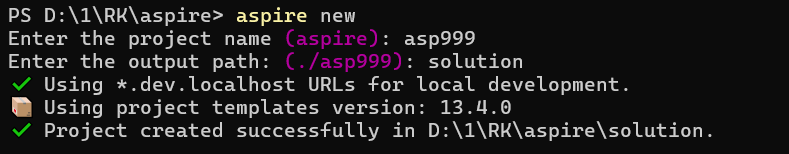 PS D:\1\RK\aspire> aspire new
Enter the project name (aspire): asp999
Enter the output path: (./asp999): solution
✓ Using *.dev.localhost URLs for local development.
📦 Using project templates version: 13.4.0
✓ Project created successfully in D:\1\RK\aspire\solution.